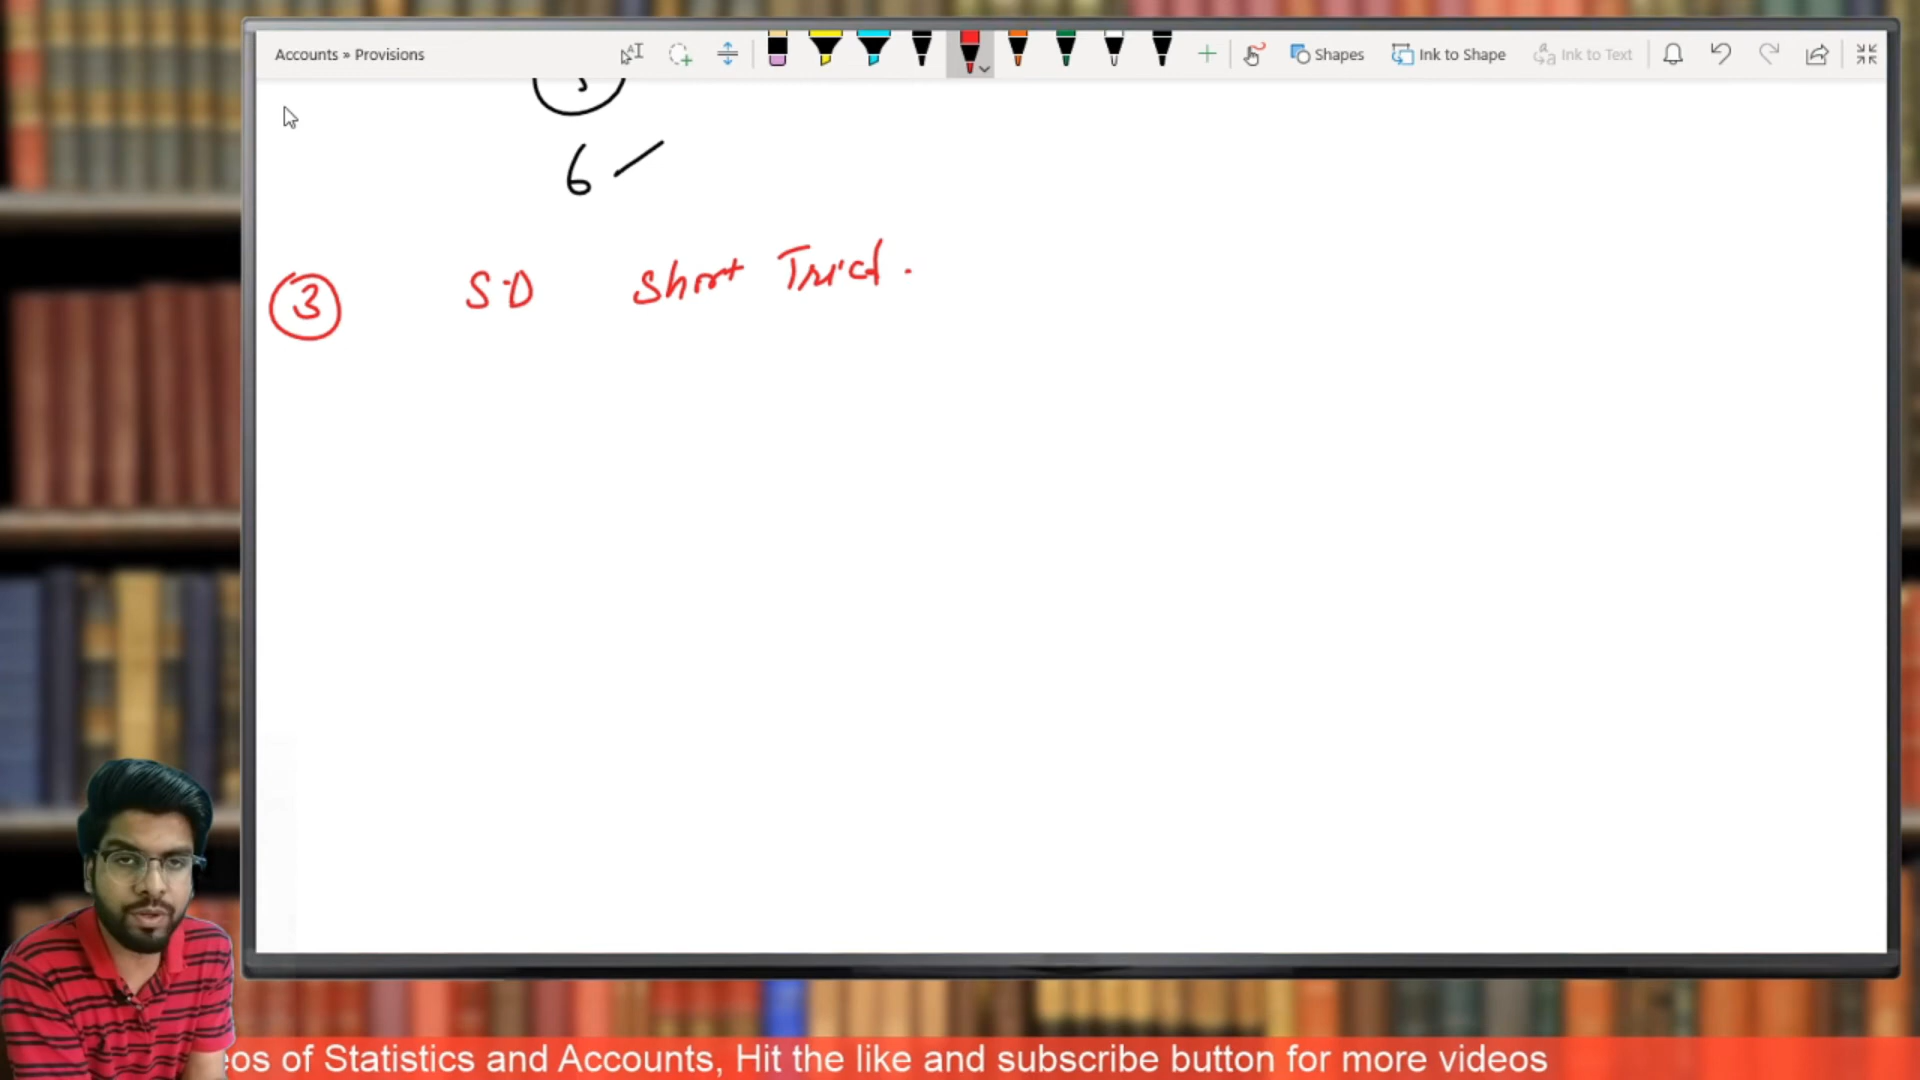 Accounts » Provisions
Shapes
Ink to Shape
Ink to Text
6
3 S.D Short Trick.
eos of Statistics and Accounts, Hit the like and subscribe button for more videos